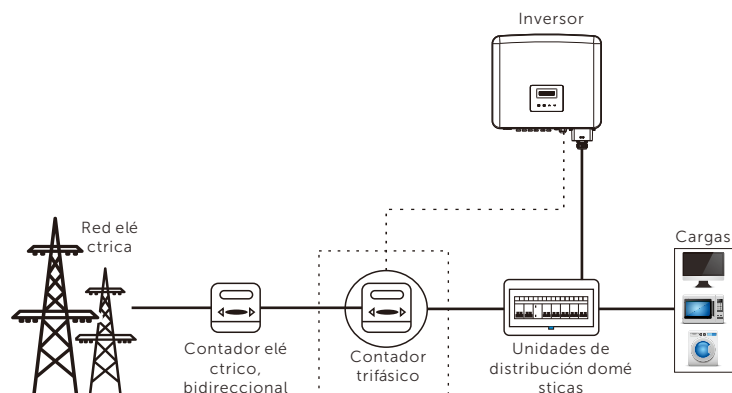 Inversor
Red elé
ctrica
Cargas
Contador elé
ctrico,
bidireccional
Contador
trifásico
Unidades de
distribución domé
sticas